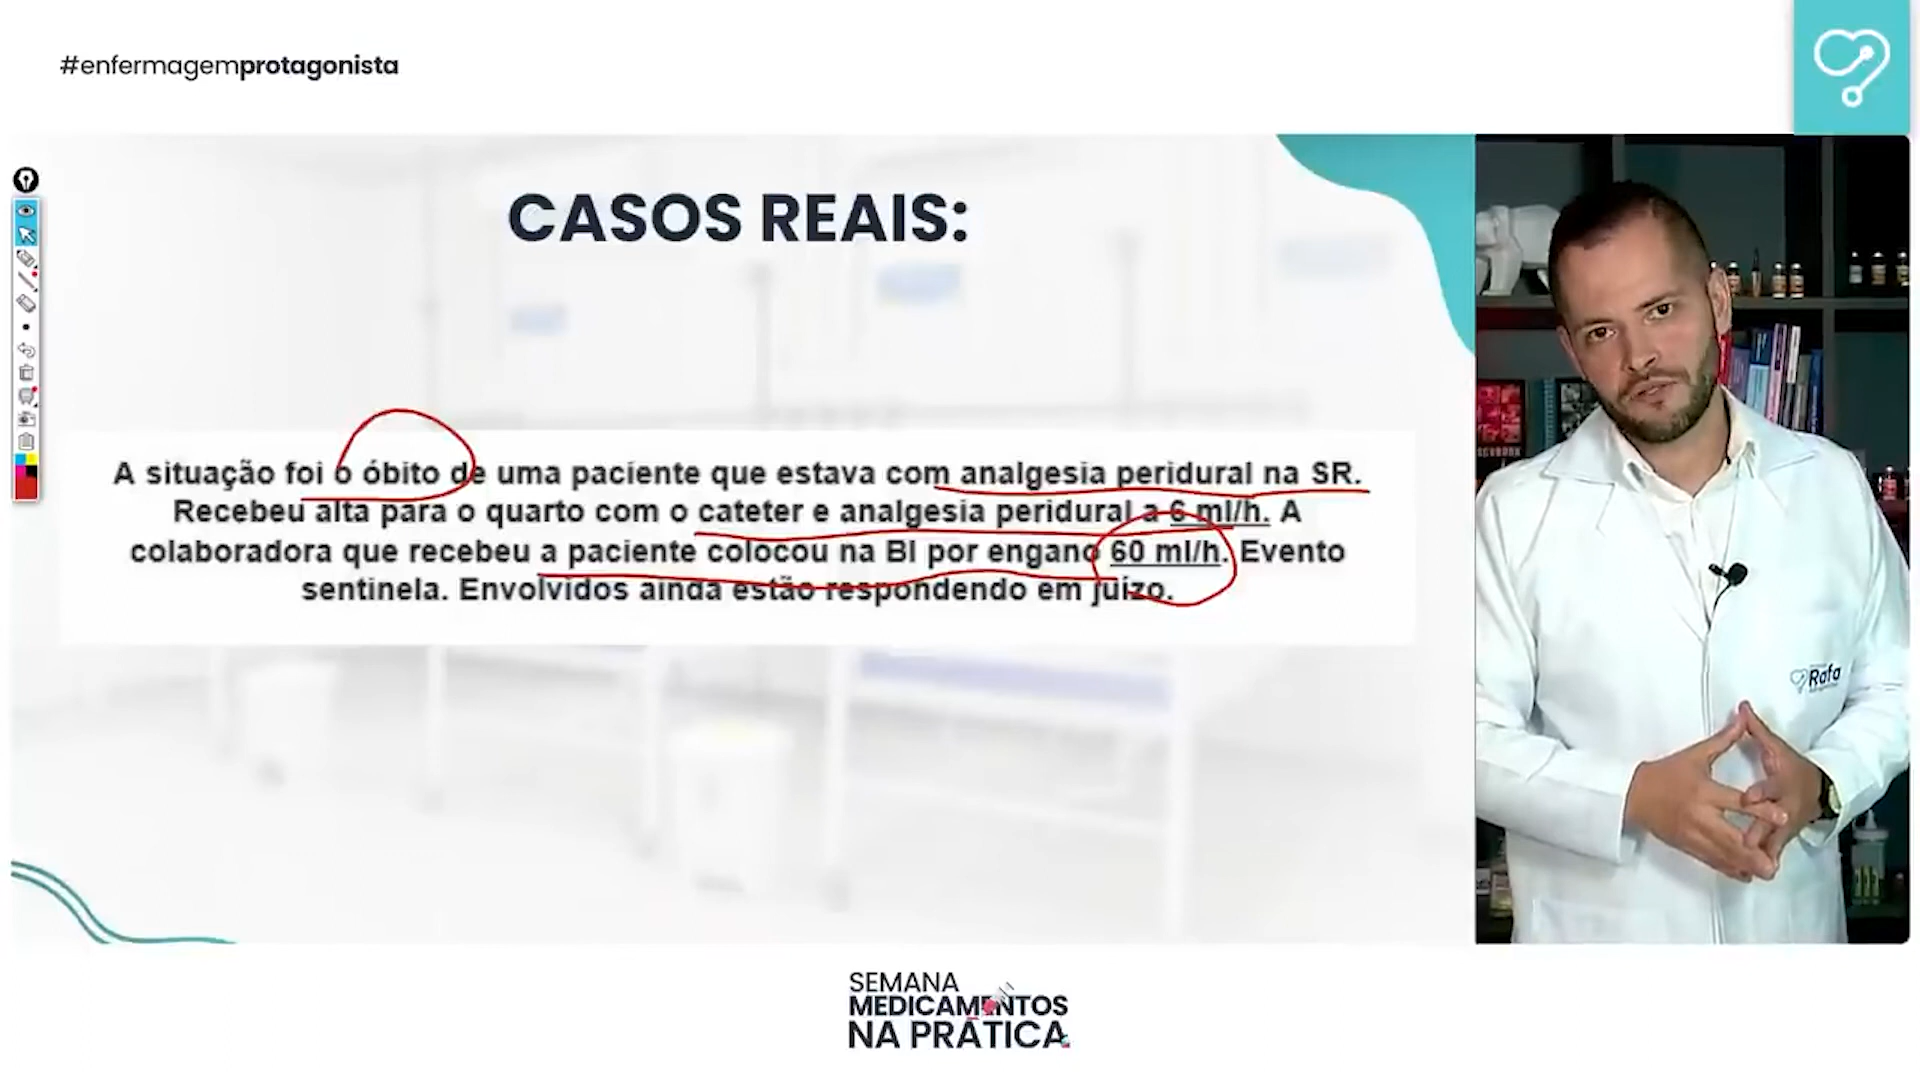 #enfermagemprotagonista
CASOS REAIS:
A situação foi o óbito de uma paciente que estava com analgesia peridural na SR.
Recebeu alta para o quarto com o cateter e analgesia peridural a 6 ml/h. A
colaboradora que recebeu a paciente colocou na BI por engano 60 ml/h. Evento
sentinela. Envolvidos ainda estão respondendo em juízo.
Rafa
SEMANA
MEDICAMENTOS
NA PRÁTICA